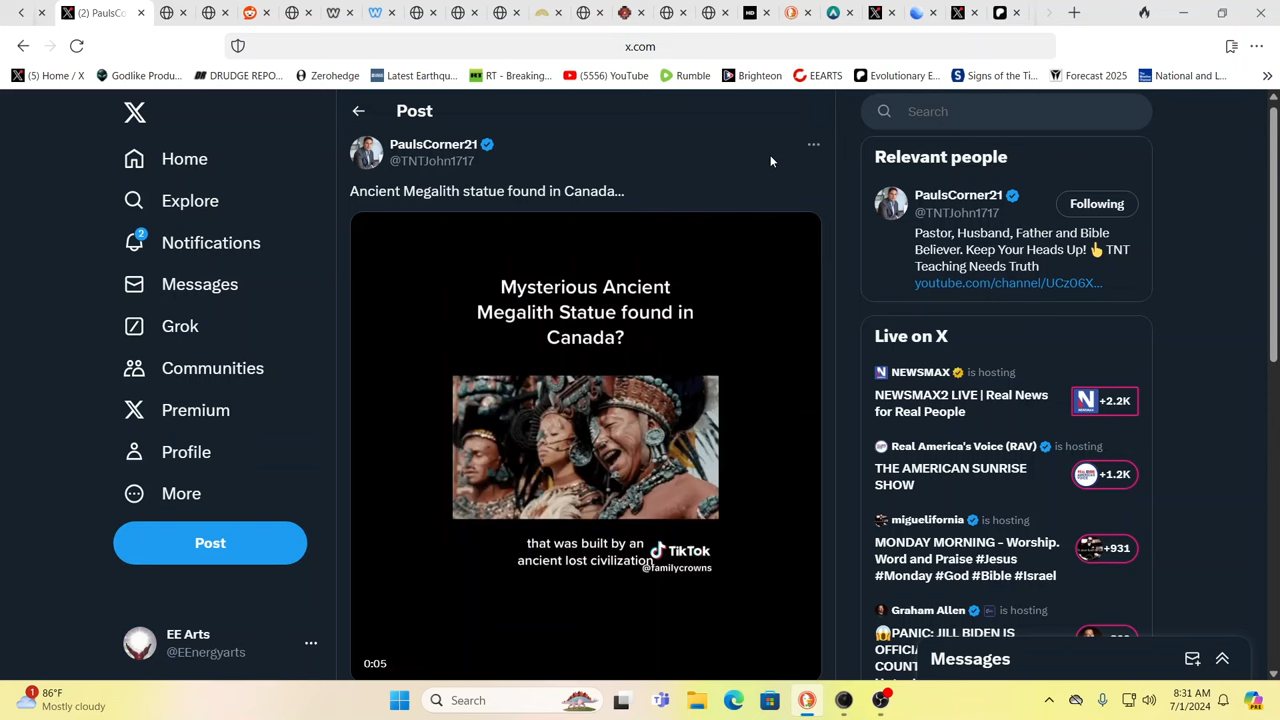 (2) PaulsCor
x.com
(5) Home / X
Godlike Produ...
DRUDGE REPO...
Zerohedge
Latest Earthqu...
RT - Breaking...
(5556) YouTube
Rumble
Brighteon
EEARTS
Evolutionary E...
Signs of the Ti...
Forecast 2025
National and L...
Home
Explore
2
Notifications
Messages
Grok
Communities
Premium
Profile
More
Post
EE Arts
@EEnergyarts
Post
PaulsCorner21
@TNTJohn1717
Ancient Megalith statue found in Canada...
Mysterious Ancient
Megalith Statue found in
Canada?
that was built by an
ancient lost civilization
TikTok
@familycrowns
0:05
Search
Relevant people
PaulsCorner21
@TNTJohn1717
Following
Pastor, Husband, Father and Bible
Believer. Keep Your Heads Up! 👆 TNT
Teaching Needs Truth
youtube.com/channel/UCz06X...
Live on X
NEWSMAX is hosting
NEWSMAX2 LIVE | Real News
for Real People
+2.2K
Real America's Voice (RAV) is hosting
THE AMERICAN SUNRISE
SHOW
+1.2K
miguelifornia is hosting
MONDAY MORNING - Worship.
Word and Praise #Jesus
#Monday #God #Bible #Israel
+931
Graham Allen is hosting
😱PANIC: JILL BIDEN IS
OFFICI
COUNT
Messages
1
86°F
Mostly cloudy
Search
8:31 AM
7/1/2024